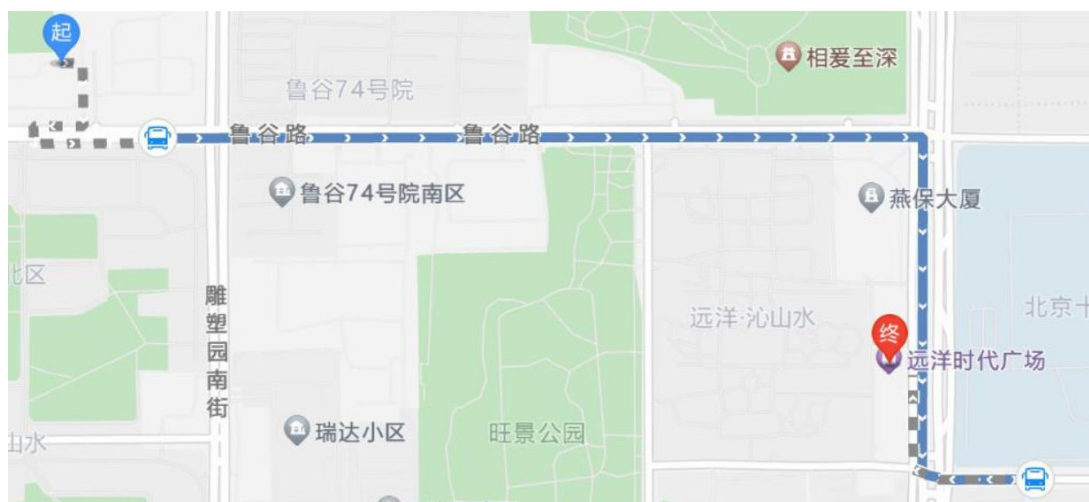 起
相爱至深
鲁谷74号院
鲁谷路
鲁谷路
鲁谷74号院南区
燕保大厦
北区
雕塑园南街
远洋·沁山水
北京十
终
远洋时代广场
瑞达小区
旺景公园
山水